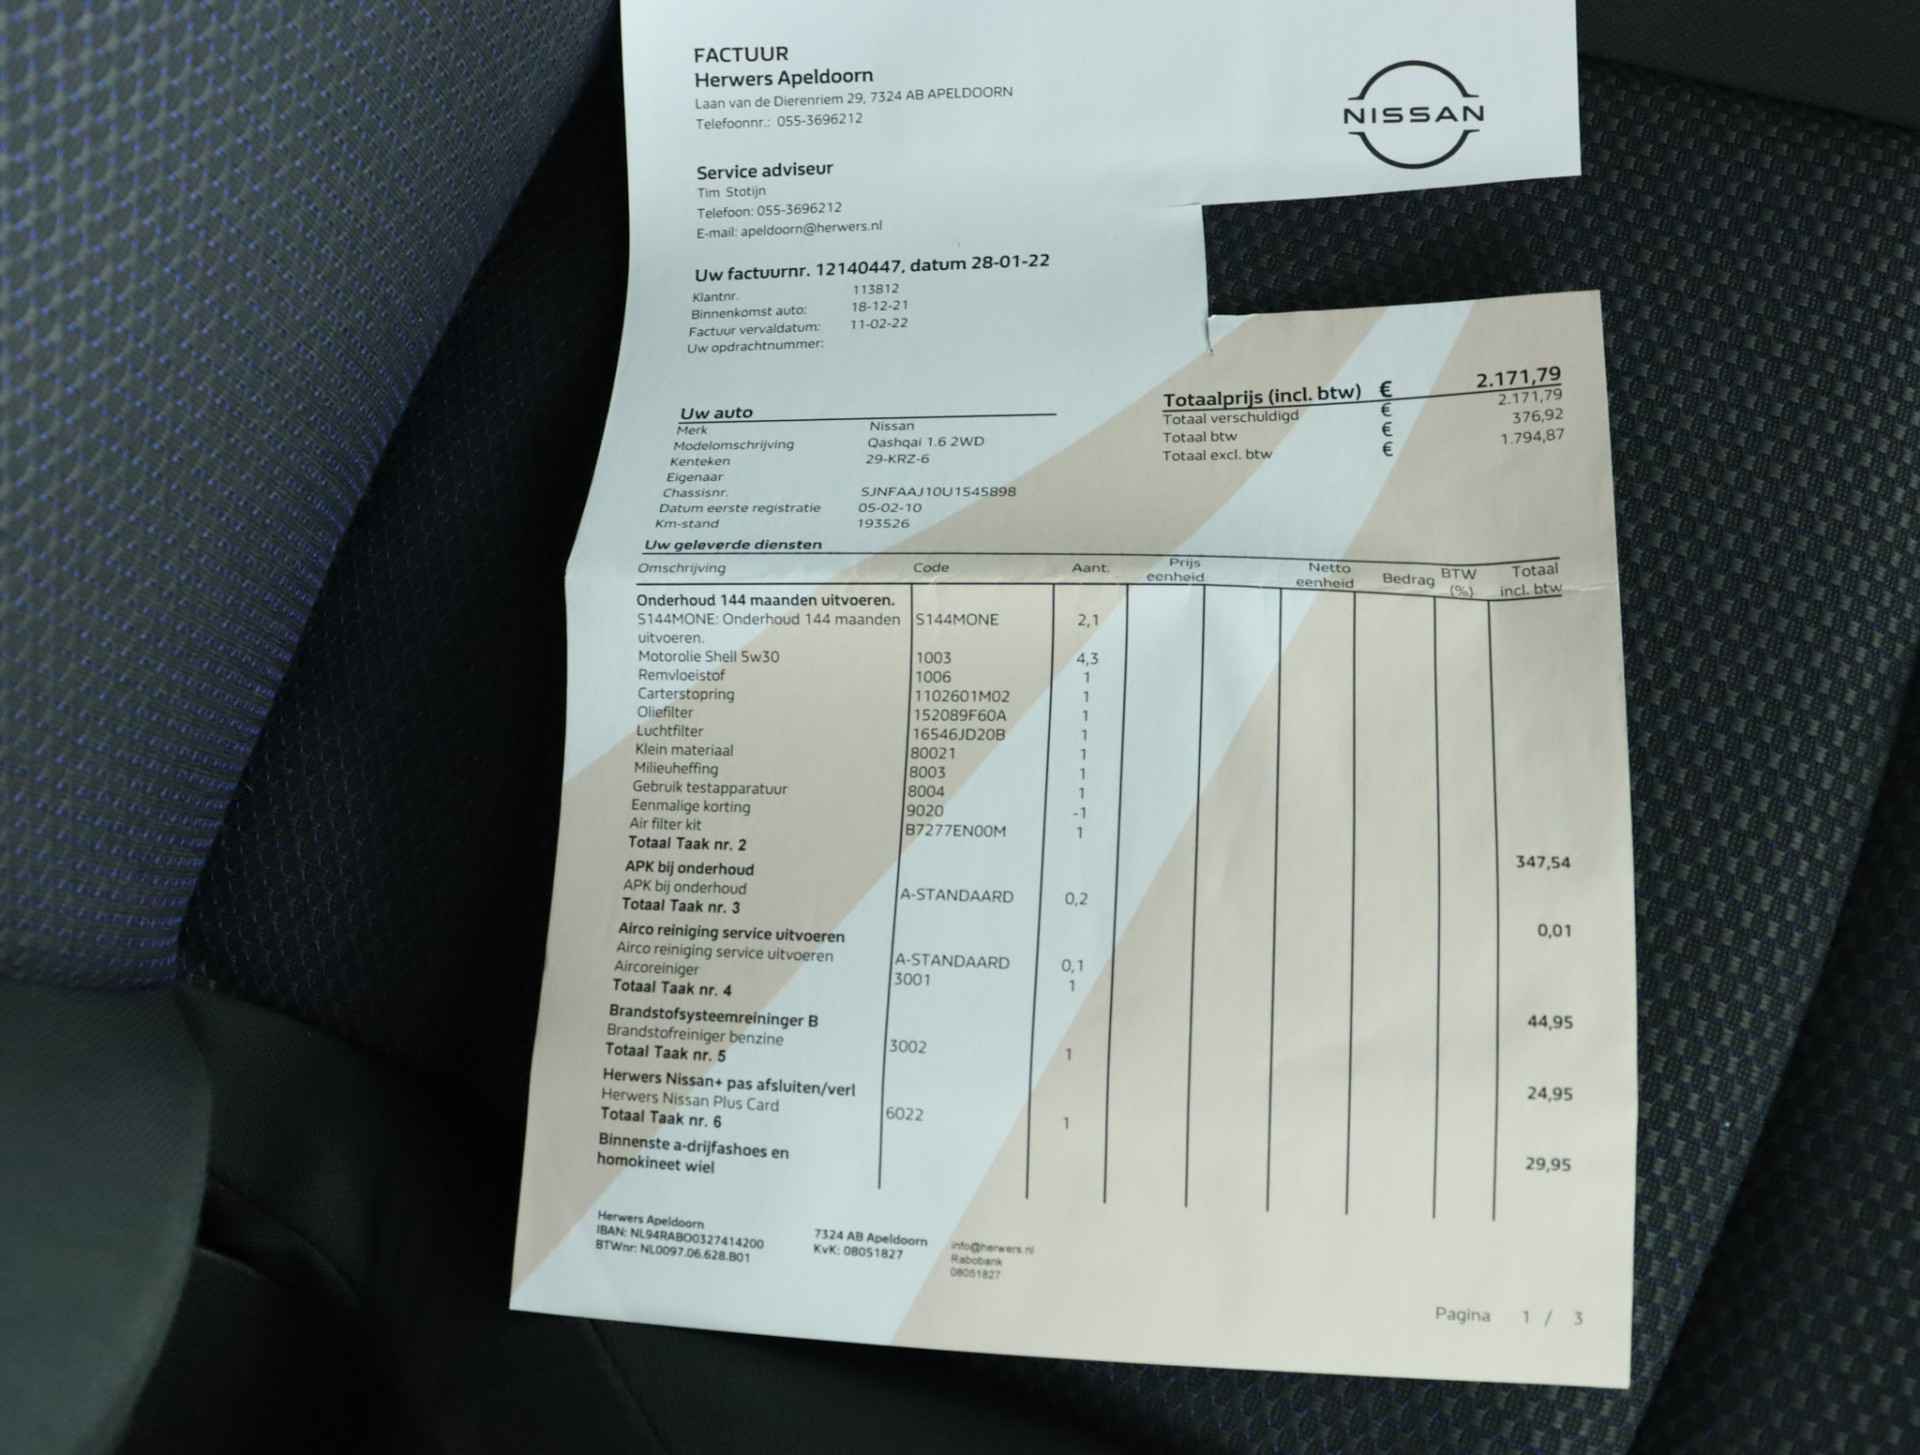 FACTUUR
Herwers Apeldoorn
Laan van de Dierenriem 29, 7324 AB APELDOORN
Telefoonnr.: 055-3696212
NISSAN
Service adviseur
Tim Stotijn
Telefoon: 055-3696212
E-mail: apeldoorn@herwers.nl
Uw factuurnr. 12140447, datum 28-01-22
Klantnr. 113812
Binnenkomst auto: 18-12-21
Factuur vervaldatum: 11-02-22
Uw opdrachtnummer:
Totaalprijs (incl. btw) € 2.171,79
Totaal verschuldigd € 2.171,79
Totaal btw € 376,92
Totaal excl. btw € 1.794,87
Uw auto
Merk Nissan
Modelomschrijving Qashqai 1.6 2WD
Kenteken 29-KRZ-6
Eigenaar
Chassisnr. SJNFAAJ10U1545898
Datum eerste registratie 05-02-10
Km-stand 193526
Uw geleverde diensten
Omschrijving Code Aant. Prijs eenheid Netto eenheid Bedrag BTW (%) Totaal incl. btw
Onderhoud 144 maanden uitvoeren.
S144MONE: Onderhoud 144 maanden S144MONE 2,1
uitvoeren.
Motorolie Shell 5w30 1003 4,3
Remvloeistof 1006 1
Carterstopring 1102601M02 1
Oliefilter 152089F60A 1
Luchtfilter 16546JD20B 1
Klein materiaal 80021 1
Milieuheffing 8003 1
Gebruik testapparatuur 8004 1
Eenmalige korting 9020 -1
Air filter kit B7277EN00M 1
Totaal Taak nr. 2 347,54
APK bij onderhoud
APK bij onderhoud A-STANDAARD 0,2
Totaal Taak nr. 3 0,01
Airco reiniging service uitvoeren
Airco reiniging service uitvoeren A-STANDAARD 0,1
Aircoreiniger 3001 1
Totaal Taak nr. 4 44,95
Brandstofsysteemreininger B
Brandstofreiniger benzine 3002 1
Totaal Taak nr. 5 24,95
Herwers Nissan+ pas afsluiten/verl
Herwers Nissan Plus Card 6022 1
Totaal Taak nr. 6 29,95
Binnenste a-drijfashoes en
homokineet wiel
Herwers Apeldoorn
IBAN: NL94RABO0327414200 7324 AB Apeldoorn info@herwers.nl
BTWnr: NL0097.06.628.B01 KvK: 08051827 Rabobank
08051827
Pagina 1 / 3